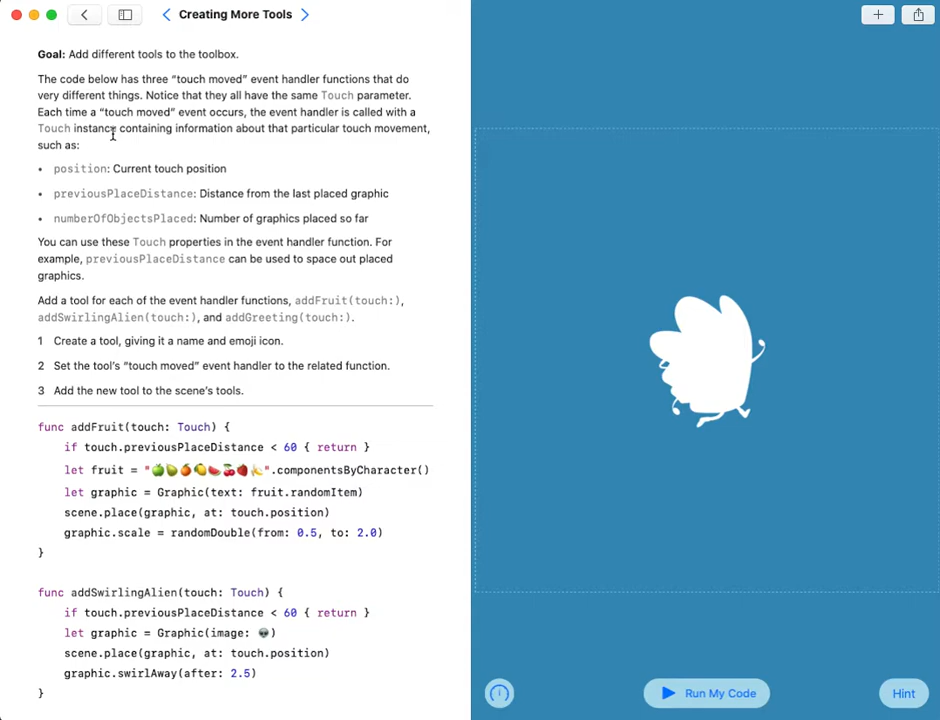 Creating More Tools
Goal: Add different tools to the toolbox.
The code below has three “touch moved” event handler functions that do
very different things. Notice that they all have the same Touch parameter.
Each time a “touch moved” event occurs, the event handler is called with a
Touch instance containing information about that particular touch movement,
such as:
• position: Current touch position
• previousPlaceDistance: Distance from the last placed graphic
• numberOfObjectsPlaced: Number of graphics placed so far
You can use these Touch properties in the event handler function. For
example, previousPlaceDistance can be used to space out placed
graphics.
Add a tool for each of the event handler functions, addFruit(touch:),
addSwirlingAlien(touch:), and addGreeting(touch:).
1 Create a tool, giving it a name and emoji icon.
2 Set the tool’s “touch moved” event handler to the related function.
3 Add the new tool to the scene’s tools.
func addFruit(touch: Touch) {
if touch.previousPlaceDistance < 60 { return }
let fruit = "🍏🍐🍊🍋🍉🍒🍓🍌".componentsByCharacter()
let graphic = Graphic(text: fruit.randomItem)
scene.place(graphic, at: touch.position)
graphic.scale = randomDouble(from: 0.5, to: 2.0)
}
func addSwirlingAlien(touch: Touch) {
if touch.previousPlaceDistance < 60 { return }
let graphic = Graphic(image: 👽)
scene.place(graphic, at: touch.position)
graphic.swirlAway(after: 2.5)
}
Run My Code
Hint